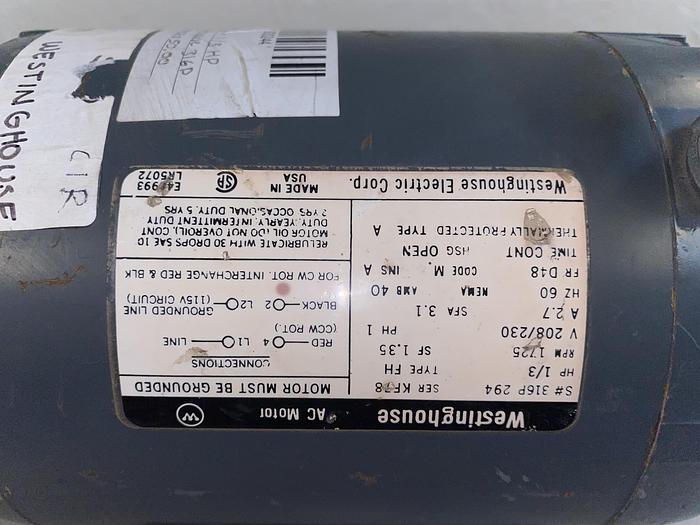 Westinghouse AC Motor W
S# 316P 294 SER KF78
HP 1/3 TYPE FH
RPM 1725 SF 1.35
V 208/230 PH 1
A 2.7 SFA 3.1
HZ 60 NEMA AMB 40
FR D48 CODE M. INS A
TIME CONT HSG OPEN
THERMALLY PROTECTED TYPE A
MOTOR MUST BE GROUNDED
CONNECTIONS
RED 4 L1 LINE
(CCW ROT.)
BLACK 2 L2 GROUNDED LINE
(115V CIRCUIT)
FOR CW ROT. INTERCHANGE RED & BLK
RELUBRICATE WITH 30 DROPS SAE 10
MOTOR OIL (DO NOT OVEROIL), CONT
DUTY: YEARLY, INTERMITTENT DUTY
2 YRS OCCASIONAL DUTY, 5 YRS
Westinghouse Electric Corp.
MADE IN
USA
LR5072
WESTINGHOUSE
CIR
HP
316P